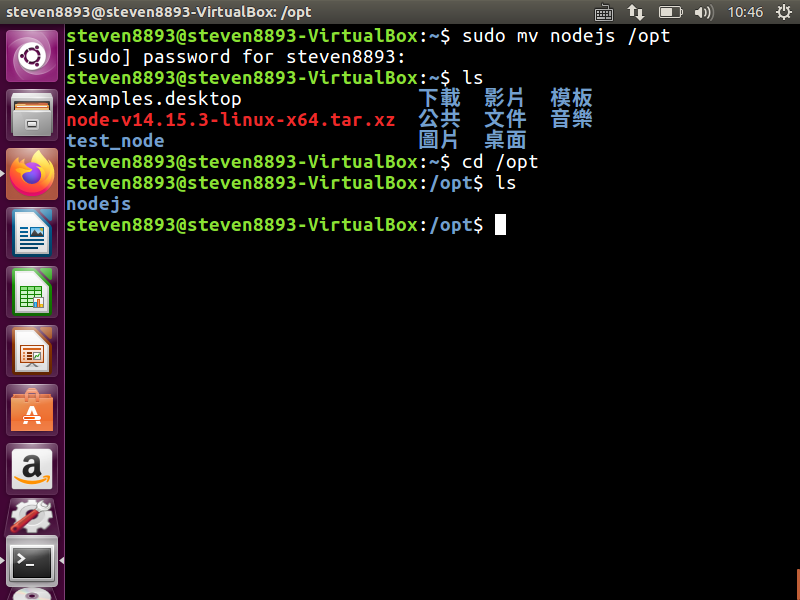 steven8893@steven8893-VirtualBox: /opt 10:46
steven8893@steven8893-VirtualBox:~$ sudo mv nodejs /opt
[sudo] password for steven8893:
steven8893@steven8893-VirtualBox:~$ ls
examples.desktop 下載 影片 模板
node-v14.15.3-linux-x64.tar.xz 公共 文件 音樂
test_node 圖片 桌面
steven8893@steven8893-VirtualBox:~$ cd /opt
steven8893@steven8893-VirtualBox:/opt$ ls
nodejs
steven8893@steven8893-VirtualBox:/opt$